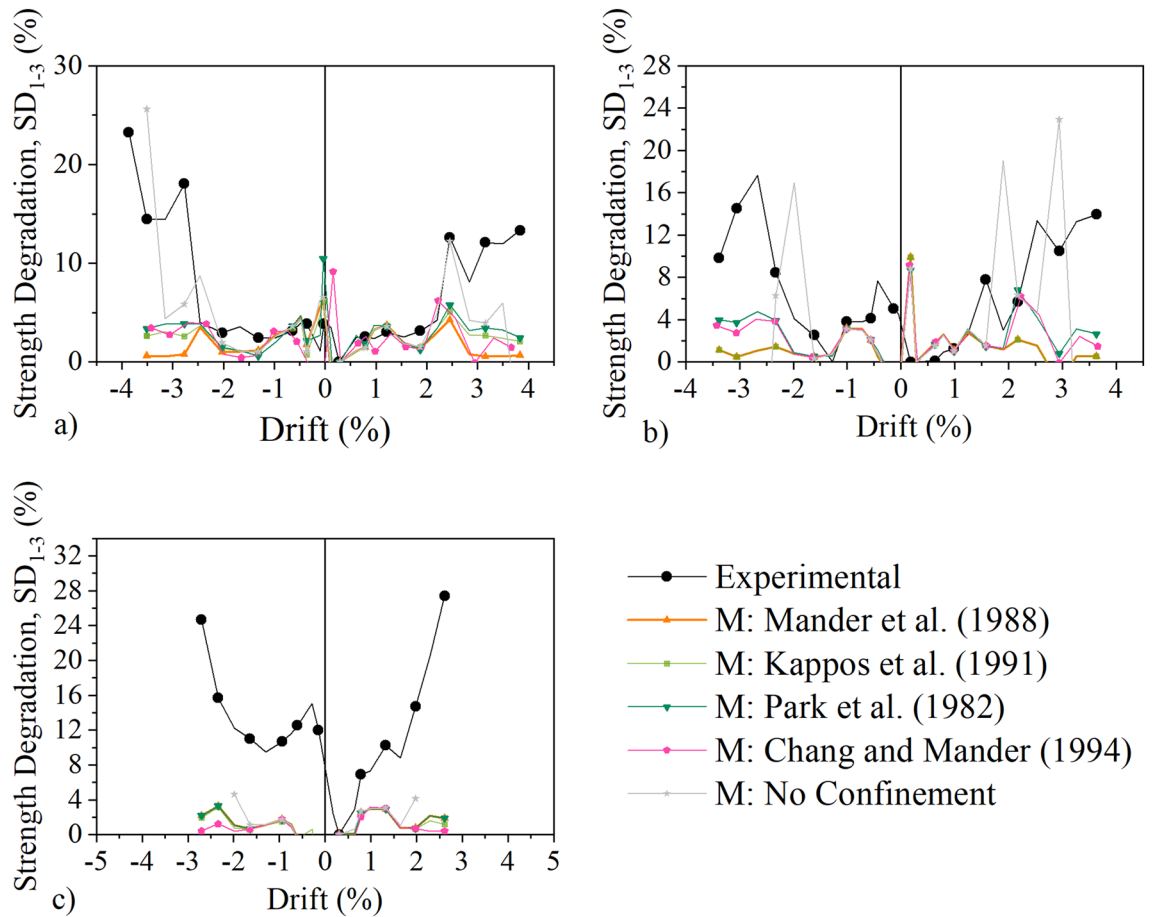 Strength Degradation, SD1-3 (%)
30
20
10
0
-4 -3 -2 -1 0 1 2 3 4
Drift (%)
a)
Strength Degradation, SD1-3 (%)
28
24
20
16
12
8
4
0
-4 -3 -2 -1 0 1 2 3 4
Drift (%)
b)
Strength Degradation, SD1-3 (%)
32
28
24
20
16
12
8
4
0
-5 -4 -3 -2 -1 0 1 2 3 4 5
Drift (%)
c)
Experimental
M: Mander et al. (1988)
M: Kappos et al. (1991)
M: Park et al. (1982)
M: Chang and Mander (1994)
M: No Confinement